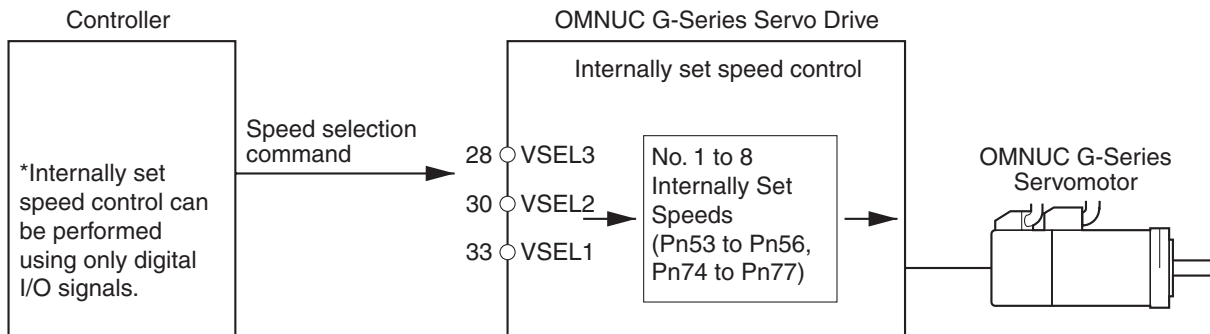 Controller
OMNUC G-Series Servo Drive
Internally set speed control
Speed selection
command
*Internally set
speed control can
be performed
using only digital
I/O signals.
28 VSEL3
30 VSEL2
33 VSEL1
No. 1 to 8
Internally Set
Speeds
(Pn53 to Pn56,
Pn74 to Pn77)
OMNUC G-Series
Servomotor